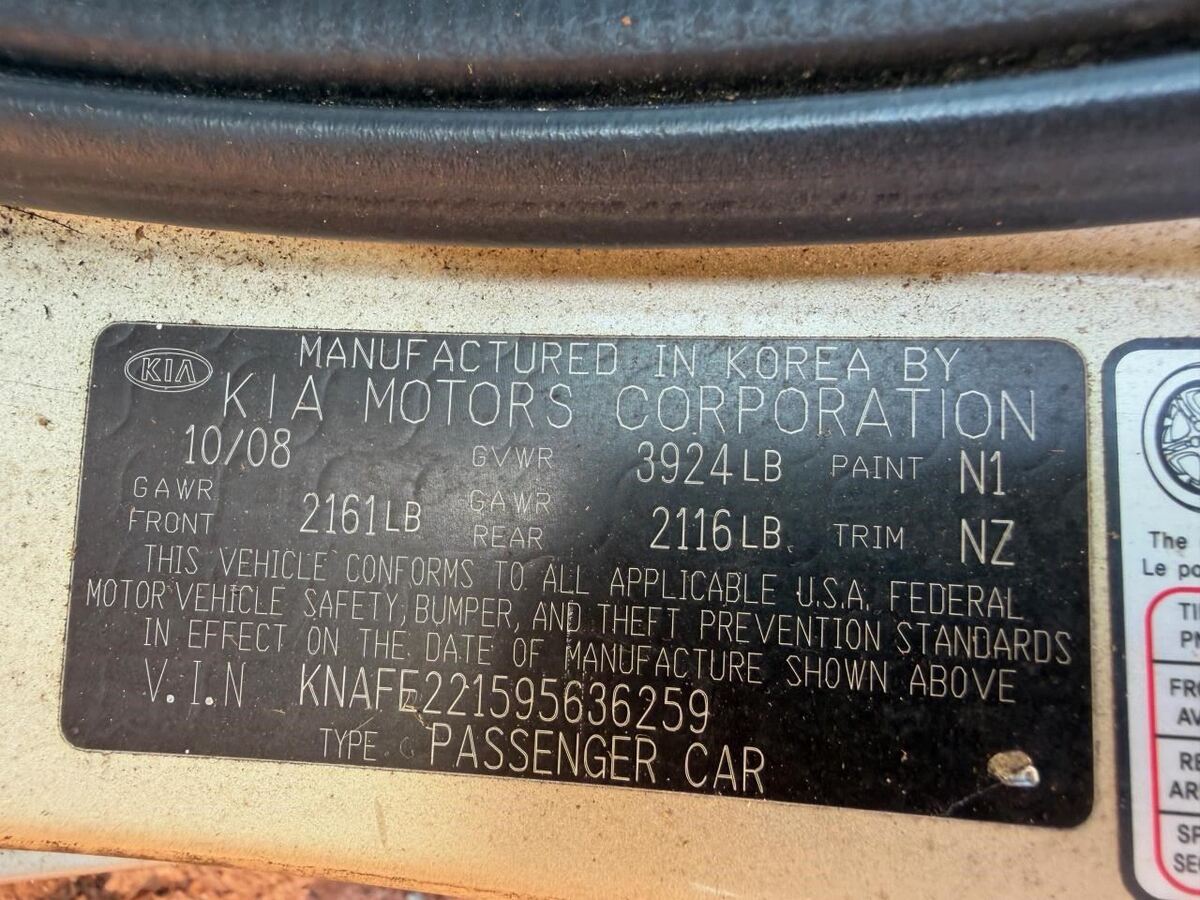 MANUFACTURED IN KOREA BY
KIA KIA MOTORS CORPORATION
10/08 GVWR 3924LB PAINT N1
GAWR FRONT 2161LB GAWR REAR 2116LB TRIM NZ
THIS VEHICLE CONFORMS TO ALL APPLICABLE U.S.A. FEDERAL
MOTOR VEHICLE SAFETY, BUMPER, AND THEFT PREVENTION STANDARDS
IN EFFECT ON THE DATE OF MANUFACTURE SHOWN ABOVE
V.I.N KNAFE221595636259
TYPE PASSENGER CAR
The
Le